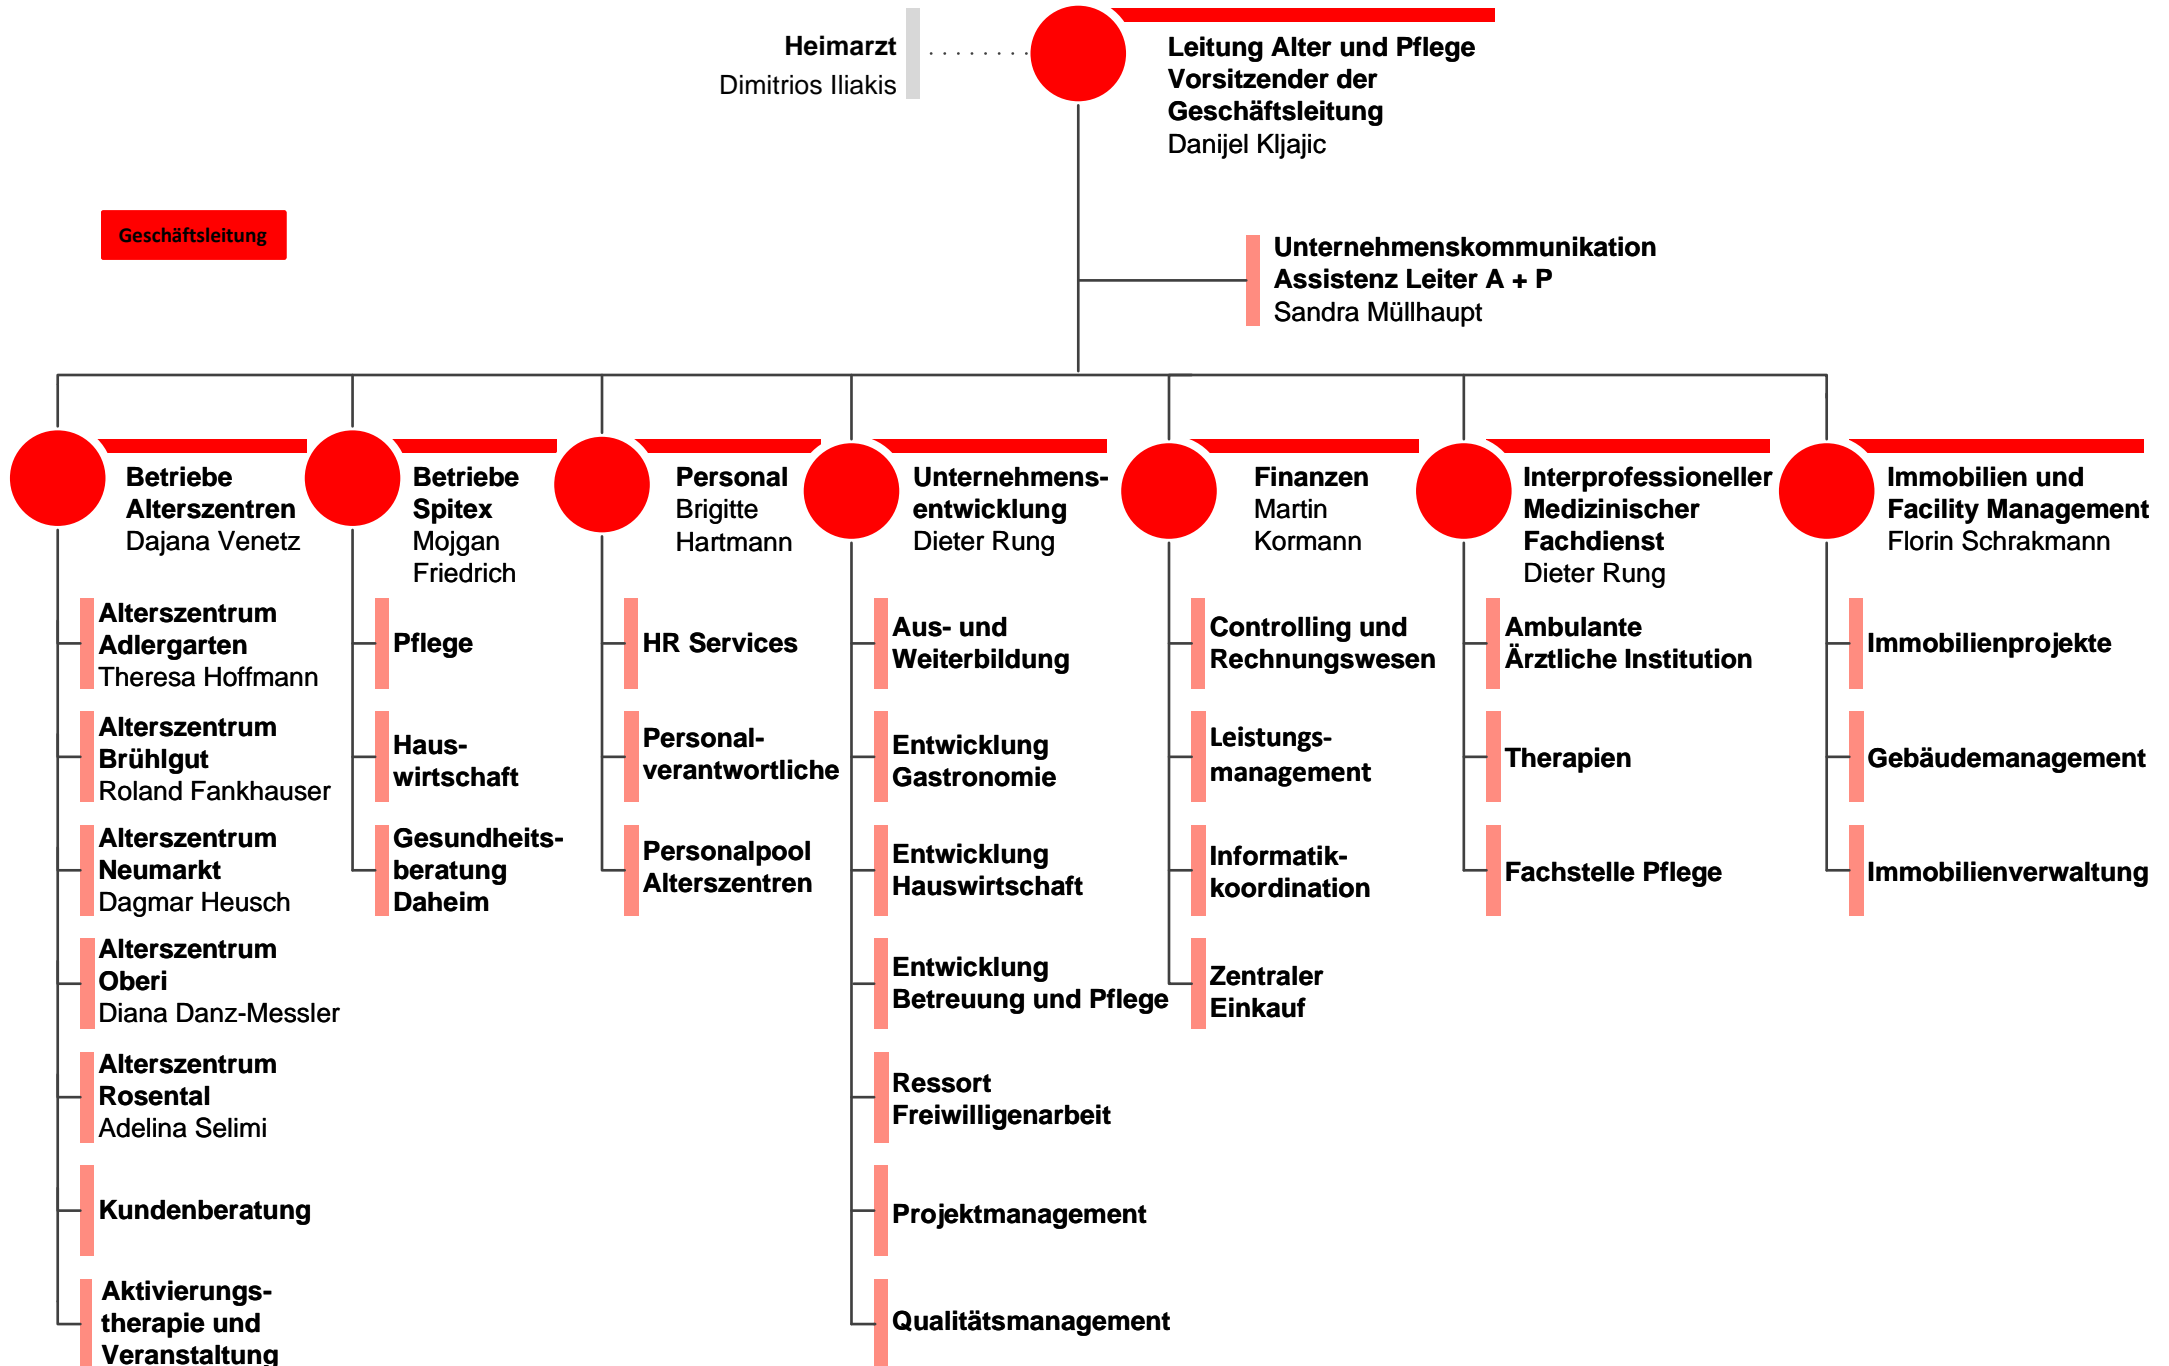 Heimarzt
Dimitrios Iliakis
Leitung Alter und Pflege
Vorsitzender der
Geschäftsleitung
Danijel Kljajic
Geschäftsleitung
Unternehmenskommunikation
Assistenz Leiter A + P
Sandra Müllhaupt
Betriebe
Alterszentren
Dajana Venetz
Betriebe
Spitex
Mojgan
Friedrich
Personal
Brigitte
Hartmann
Unternehmens-
entwicklung
Dieter Rung
Finanzen
Martin
Kormann
Interprofessioneller
Medizinischer
Fachdienst
Dieter Rung
Immobilien und
Facility Management
Florin Schrakmann
Alterszentrum
Adlergarten
Theresa Hoffmann
Alterszentrum
Brühlgut
Roland Fankhauser
Alterszentrum
Neumarkt
Dagmar Heusch
Alterszentrum
Oberi
Diana Danz-Messler
Alterszentrum
Rosental
Adelina Selimi
Kundenberatung
Aktivierungs-
therapie und
Veranstaltung
Pflege
Haus-
wirtschaft
Gesundheits-
beratung
Daheim
HR Services
Personal-
verantwortliche
Personalpool
Alterszentren
Aus- und
Weiterbildung
Entwicklung
Gastronomie
Entwicklung
Hauswirtschaft
Entwicklung
Betreuung und Pflege
Ressort
Freiwilligenarbeit
Projektmanagement
Qualitätsmanagement
Controlling und
Rechnungswesen
Leistungs-
management
Informatik-
koordination
Zentraler
Einkauf
Ambulante
Ärztliche Institution
Therapien
Fachstelle Pflege
Immobilienprojekte
Gebäudemanagement
Immobilienverwaltung